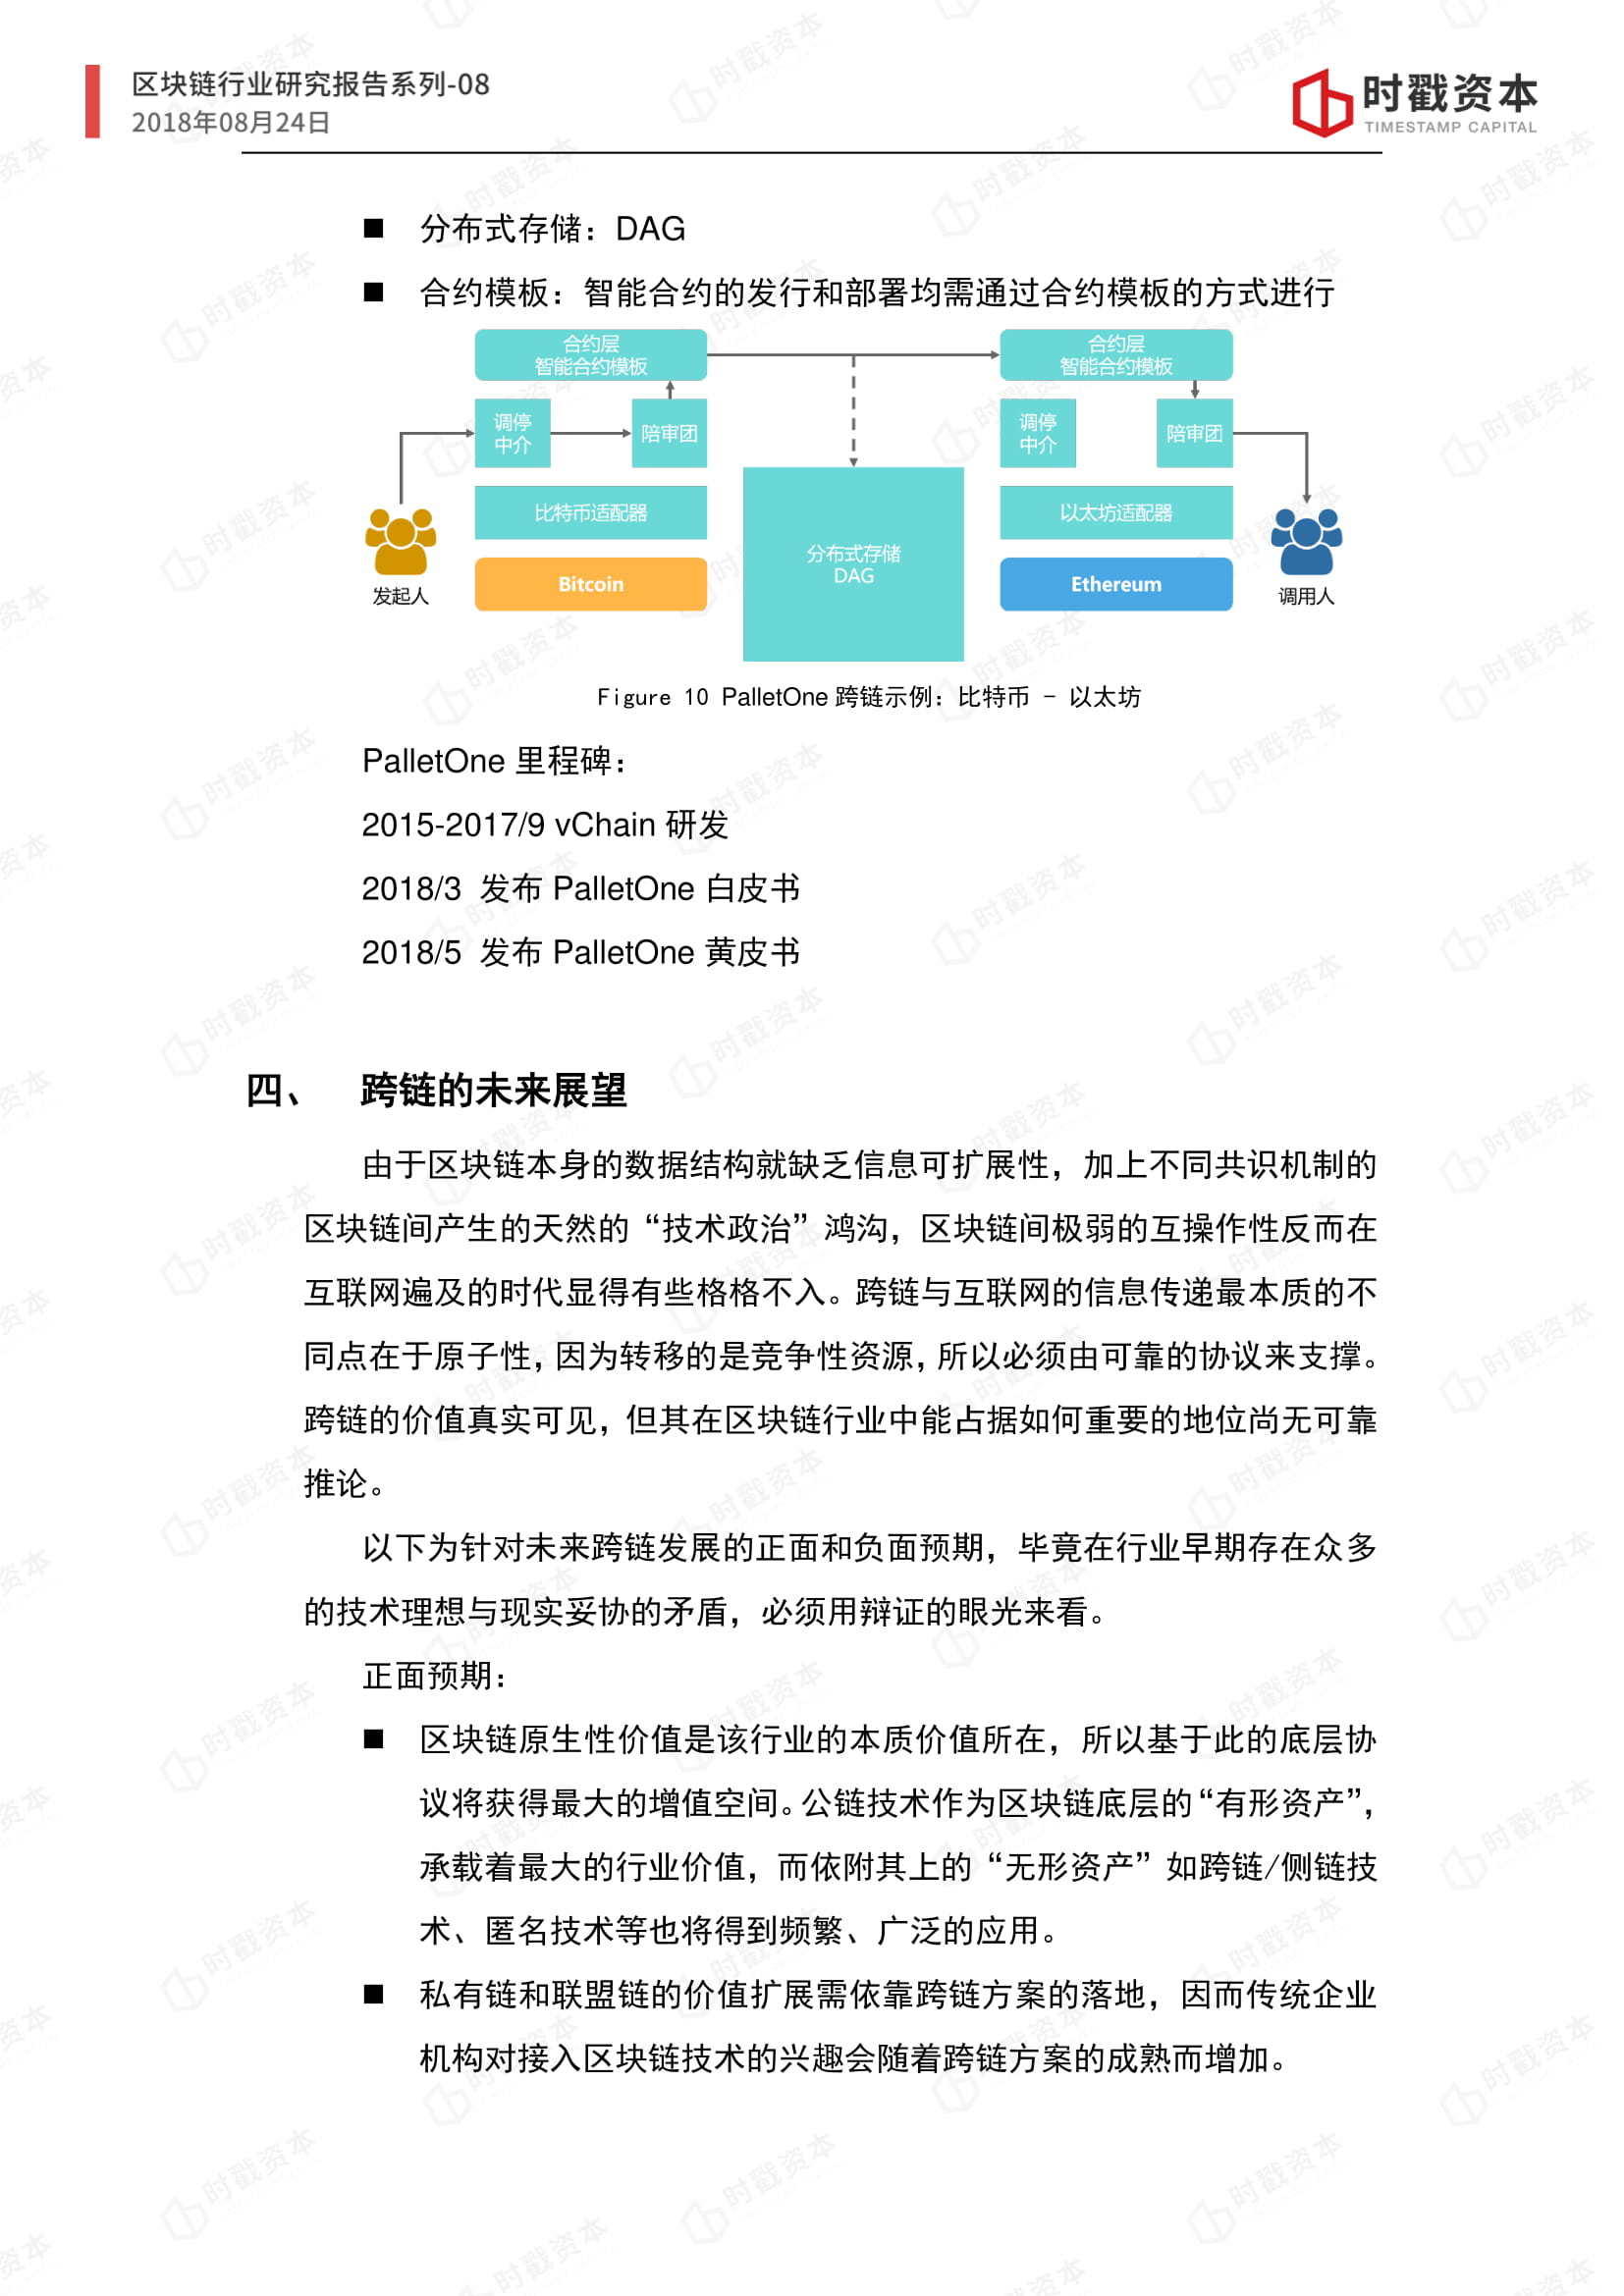 区块链行业研究报告系列-08
2018年08月24日
时戳资本
TIMESTAMP CAPITAL
■ 分布式存储：DAG
■ 合约模板：智能合约的发行和部署均需通过合约模板的方式进行
合约层
智能合约模板
合约层
智能合约模板
调停
中介
陪审团
调停
中介
陪审团
比特币适配器
以太坊适配器
分布式存储
DAG
Bitcoin
Ethereum
发起人
调用人
Figure 10 PalletOne 跨链示例：比特币 - 以太坊
PalletOne 里程碑：
2015-2017/9 vChain 研发
2018/3 发布 PalletOne 白皮书
2018/5 发布 PalletOne 黄皮书
四、 跨链的未来展望
由于区块链本身的数据结构就缺乏信息可扩展性，加上不同共识机制的
区块链间产生的天然的“技术政治”鸿沟，区块链间极弱的互操作性反而在
互联网遍及的时代显得有些格格不入。跨链与互联网的信息传递最本质的不
同点在于原子性，因为转移的是竞争性资源，所以必须由可靠的协议来支撑。
跨链的价值真实可见，但其在区块链行业中能占据如何重要的地位尚无可靠
推论。
以下为针对未来跨链发展的正面和负面预期，毕竟在行业早期存在众多
的技术理想与现实妥协的矛盾，必须用辩证的眼光来看。
正面预期：
■ 区块链原生性价值是该行业的本质价值所在，所以基于此的底层协
议将获得最大的增值空间。公链技术作为区块链底层的“有形资产”，
承载着最大的行业价值，而依附其上的“无形资产”如跨链/侧链技
术、匿名技术等也将得到频繁、广泛的应用。
■ 私有链和联盟链的价值扩展需依靠跨链方案的落地，因而传统企业
机构对接入区块链技术的兴趣会随着跨链方案的成熟而增加。